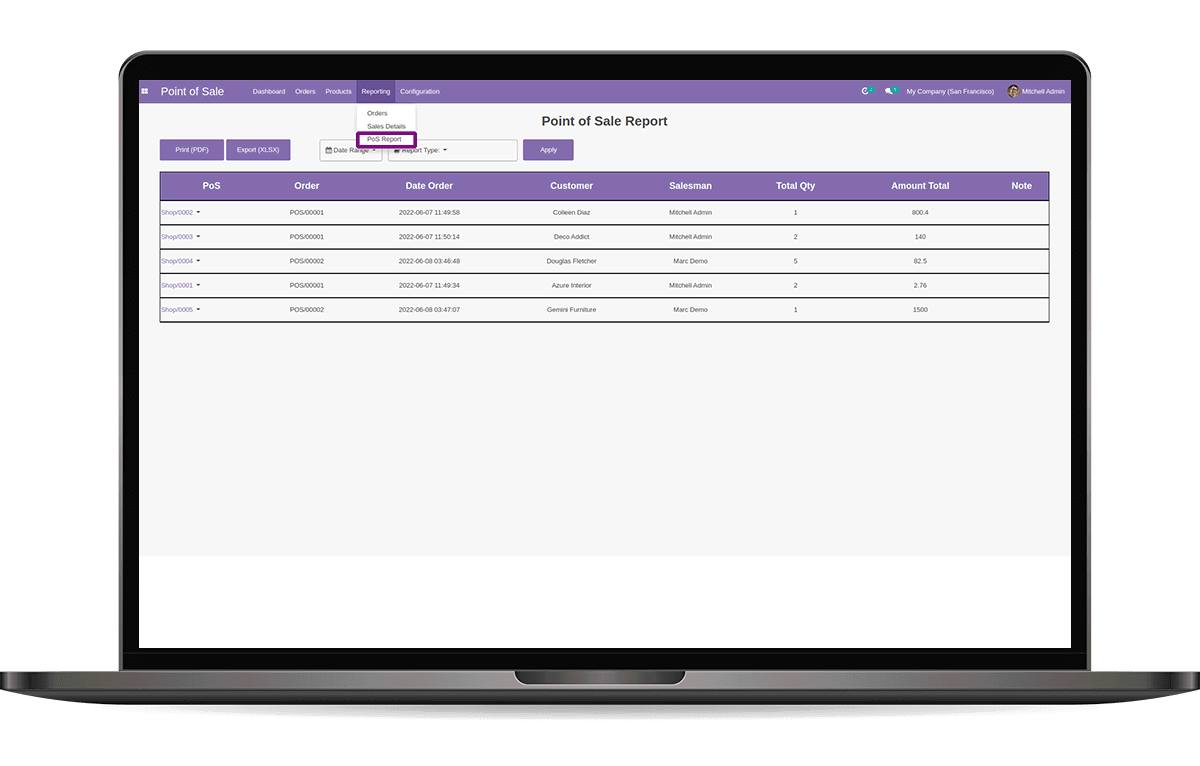 Point of Sale Dashboard Orders Products Reporting Configuration 2 5 My Company (San Francisco) Mitchell Admin
Orders
Sales Details
PoS Report
Point of Sale Report
Print (PDF) Export (XLSX) Date Range Report Type: Apply
PoS Order Date Order Customer Salesman Total Qty Amount Total Note
Shop/0002 POS/00001 2022-06-07 11:49:58 Colleen Diaz Mitchell Admin 1 800.4
Shop/0003 POS/00001 2022-06-07 11:50:14 Deco Addict Mitchell Admin 2 140
Shop/0004 POS/00002 2022-06-08 03:46:48 Douglas Fletcher Marc Demo 5 82.5
Shop/0001 POS/00001 2022-06-07 11:49:34 Azure Interior Mitchell Admin 2 2.76
Shop/0005 POS/00002 2022-06-08 03:47:07 Gemini Furniture Marc Demo 1 1500